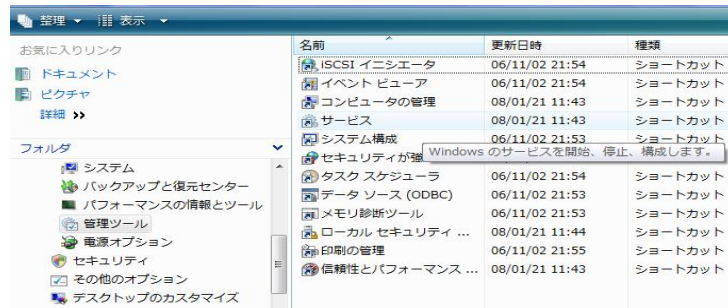 整理 表示
お気に入りリンク
ドキュメント
ピクチャ
詳細 >>
フォルダ
システム
バックアップと復元センター
パフォーマンスの情報とツール
管理ツール
電源オプション
セキュリティ
その他のオプション
デスクトップのカスタマイズ
名前 更新日時 種類
iSCSI イニシエータ 06/11/02 21:54 ショートカット
イベント ビューア 06/11/02 21:54 ショートカット
コンピュータの管理 08/01/21 11:43 ショートカット
サービス 08/01/21 11:43 ショートカット
システム構成 06/11/02 21:53 ショートカット
セキュリティが強
Windows のサービスを開始、停止、構成します。
タスク スケジューラ 06/11/02 21:54 ショートカット
データ ソース (ODBC) 06/11/02 21:53 ショートカット
メモリ診断ツール 06/11/02 21:53 ショートカット
ローカル セキュリティ ... 08/01/21 11:44 ショートカット
印刷の管理 06/11/02 21:55 ショートカット
信頼性とパフォーマンス ... 08/01/21 11:43 ショートカット